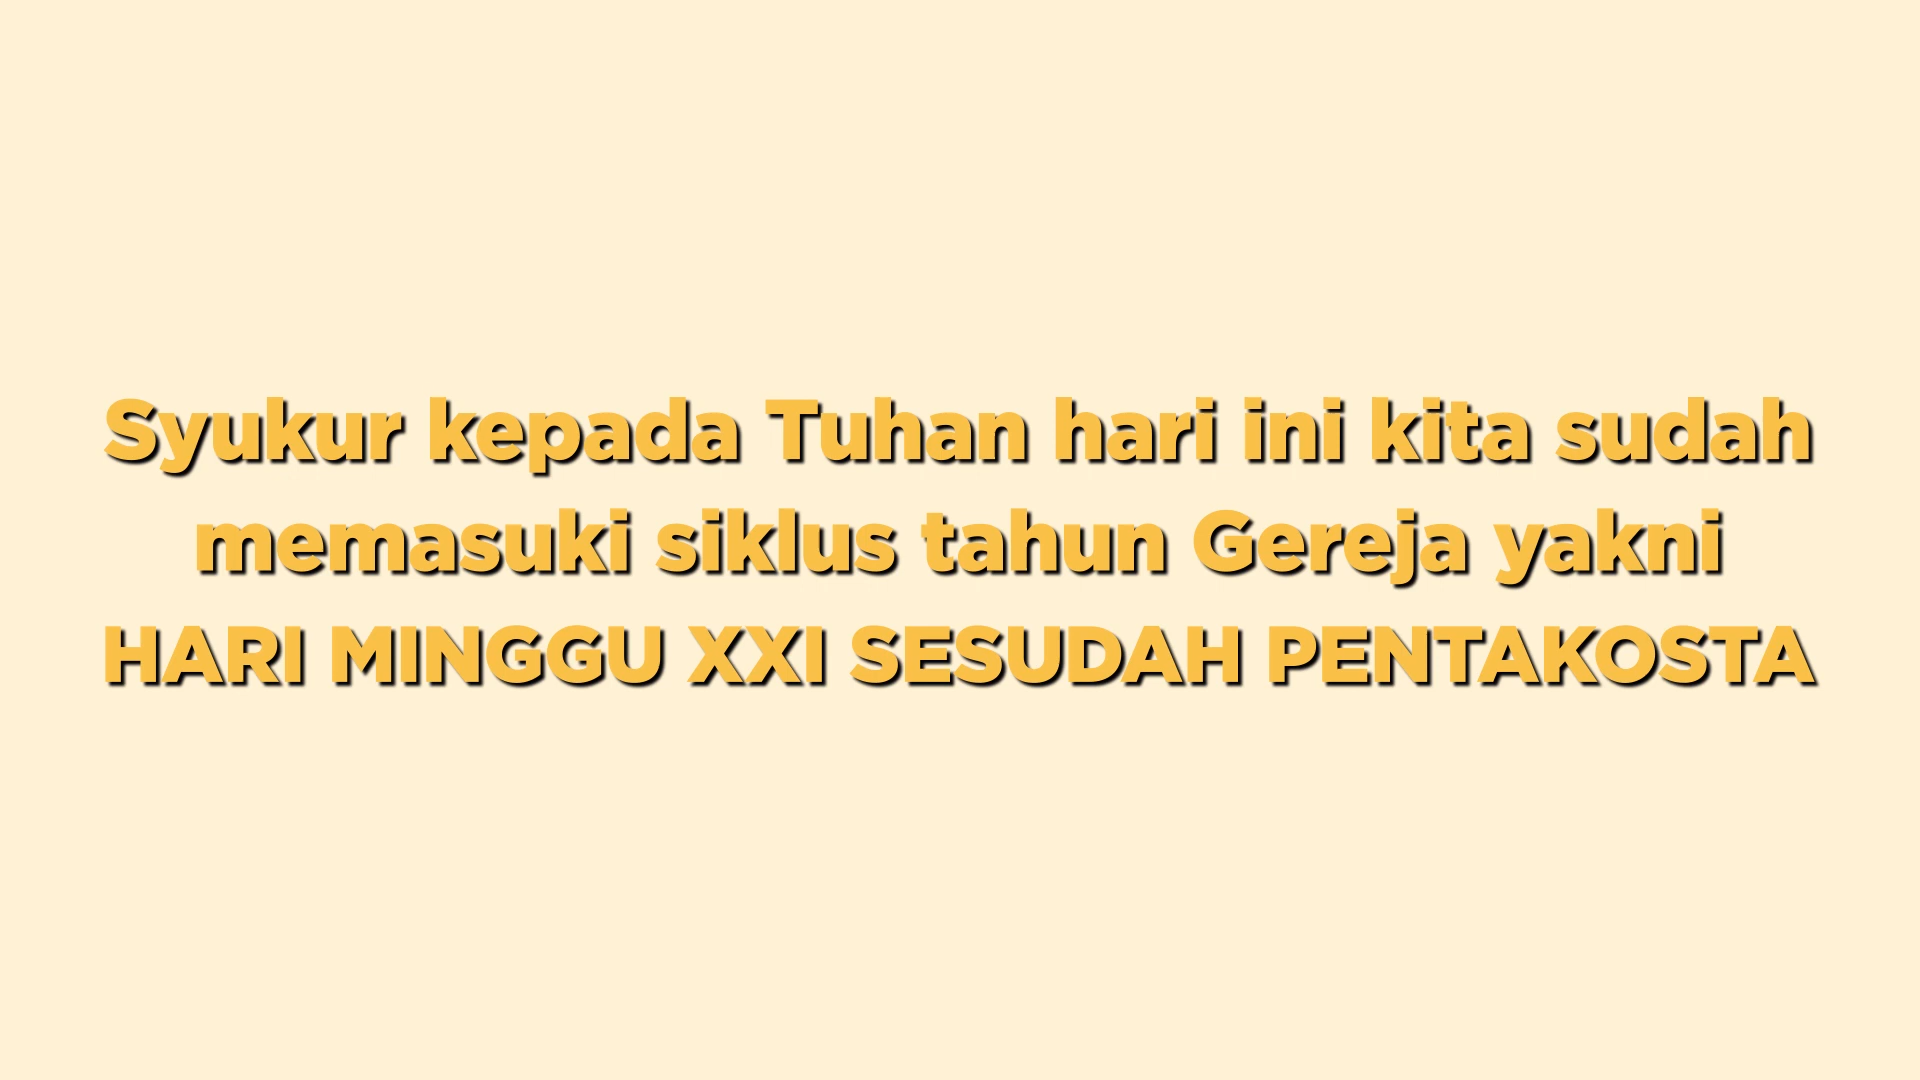 Syukur kepada Tuhan hari ini kita sudah
memasuki siklus tahun Gereja yakni
HARI MINGGU XXI SESUDAH PENTAKOSTA